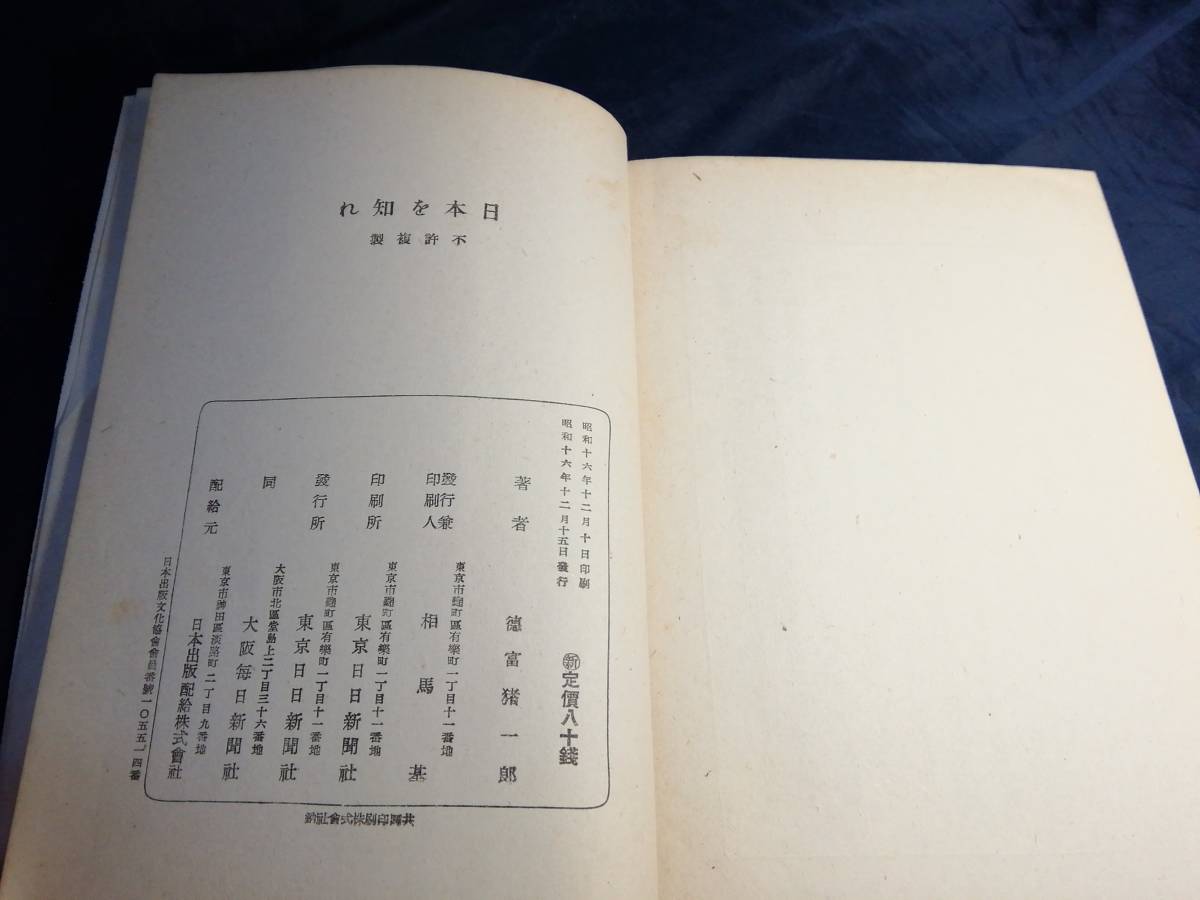 日本を知れ
不許複製
昭和十六年十二月十日印刷
昭和十六年十二月十五日發行
㊟新定價八十錢
著者
德富猪一郎
發行兼
印刷人
東京市麴町區有樂町一丁目十一番地
相馬基
印刷所
東京市麴町區有樂町一丁目十一番地
東京日日新聞社
發行所
東京市麴町區有樂町一丁目十一番地
東京日日新聞社
同
大阪市北區堂島上二丁目三十六番地
大阪每日新聞社
配給元
東京市神田區淡路町二丁目九番地
日本出版配給株式會社
日本出版文化協會會員番號一〇五五一四番
共同印刷株式會社納